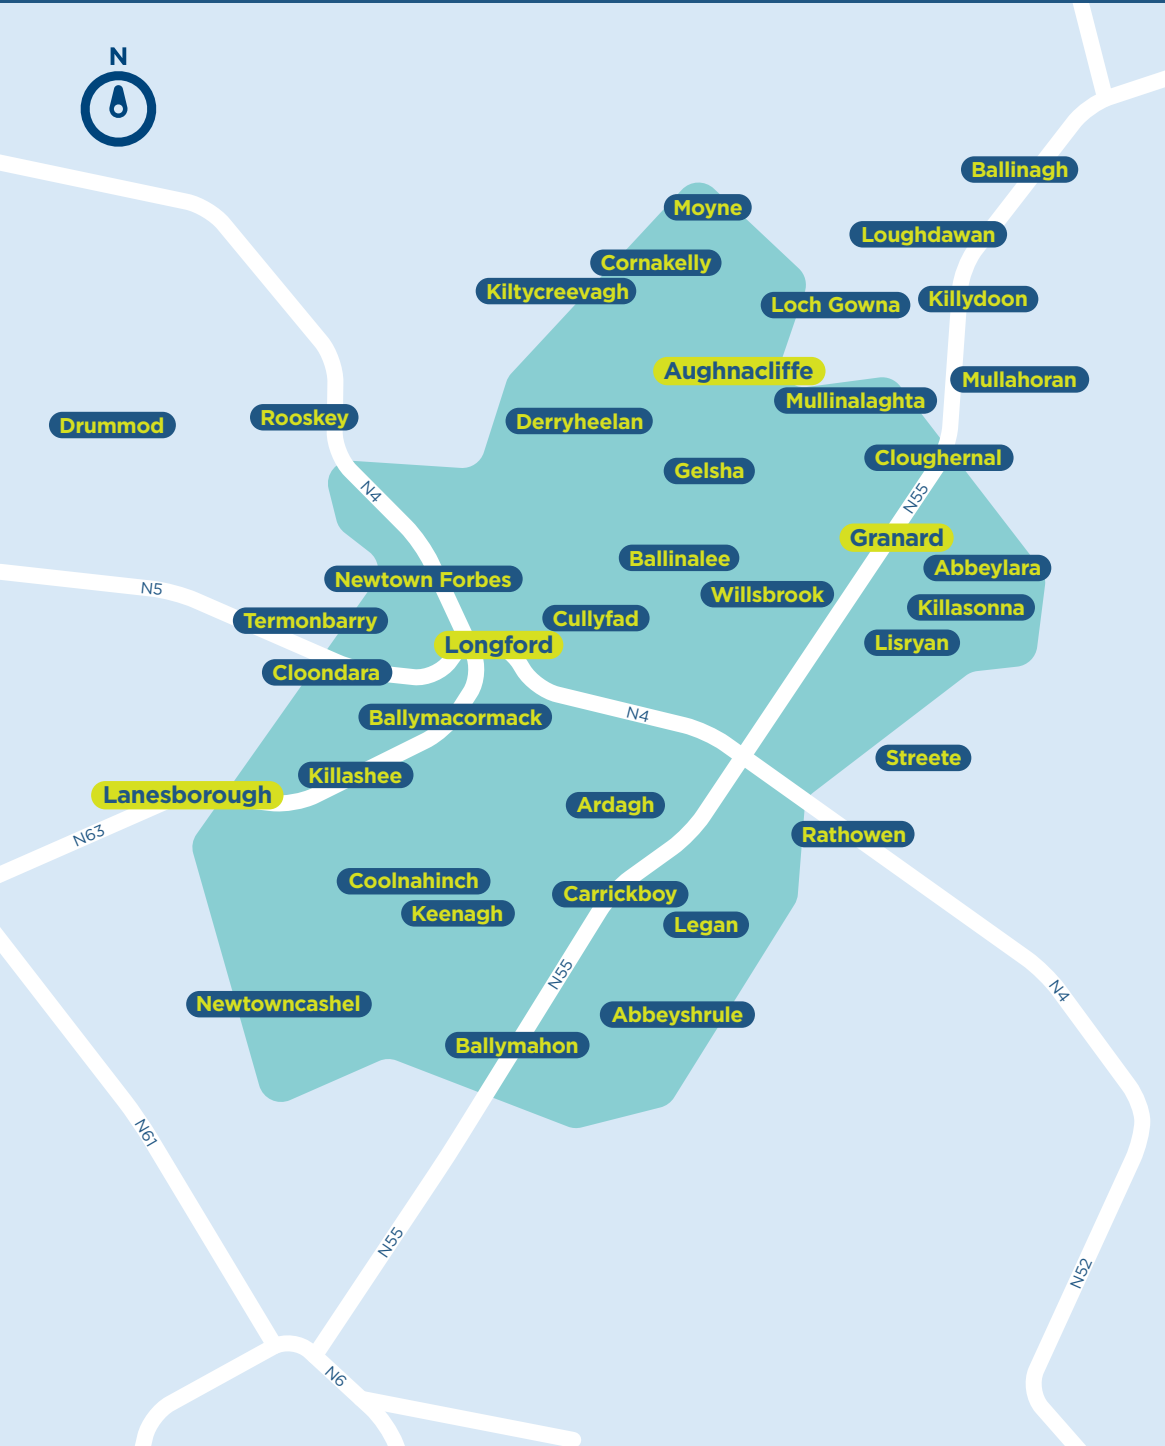 N
Ballinagh
Moyne
Loughdawan
Cornakelly
Kiltycreevagh
Loch Gowna
Killydoon
Aughnacliffe
Mullahoran
Mullinalaghta
Drummod
Rooskey
Derryheelan
Cloughernal
Gelsha
N4
N55
Granard
Ballinalee
Abbeylara
Newtown Forbes
N5
Willsbrook
Killasonna
Termonbarry
Cullyfad
Longford
Lisryan
Cloondara
Ballymacormack
N4
Streete
Killashee
Lanesborough
Ardagh
N63
Rathowen
Coolnahinch
Carrickboy
Keenagh
Legan
N55
N4
Newtowncashel
Abbeyshrule
Ballymahon
N61
N55
N52
N6